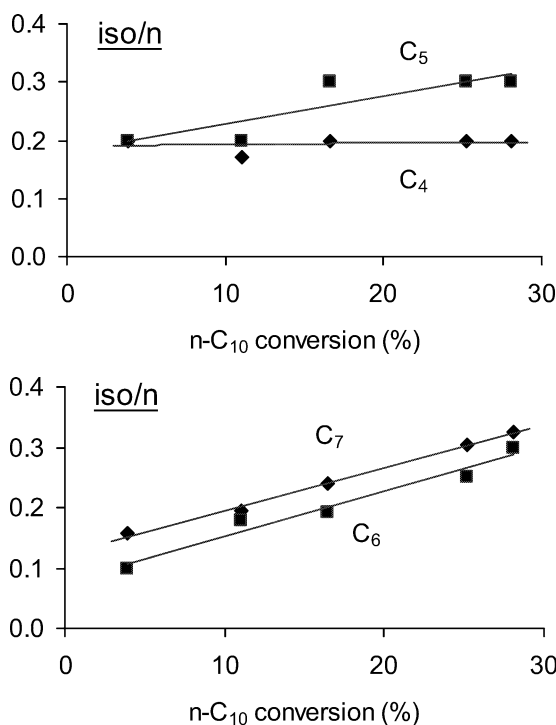 0.4
iso/n
C₅
0.3
0.2
C₄
0.1
0.0
0 10 20 30
n-C₁₀ conversion (%)
0.4
iso/n
C₇
0.3
0.2
C₆
0.1
0.0
0 10 20 30
n-C₁₀ conversion (%)